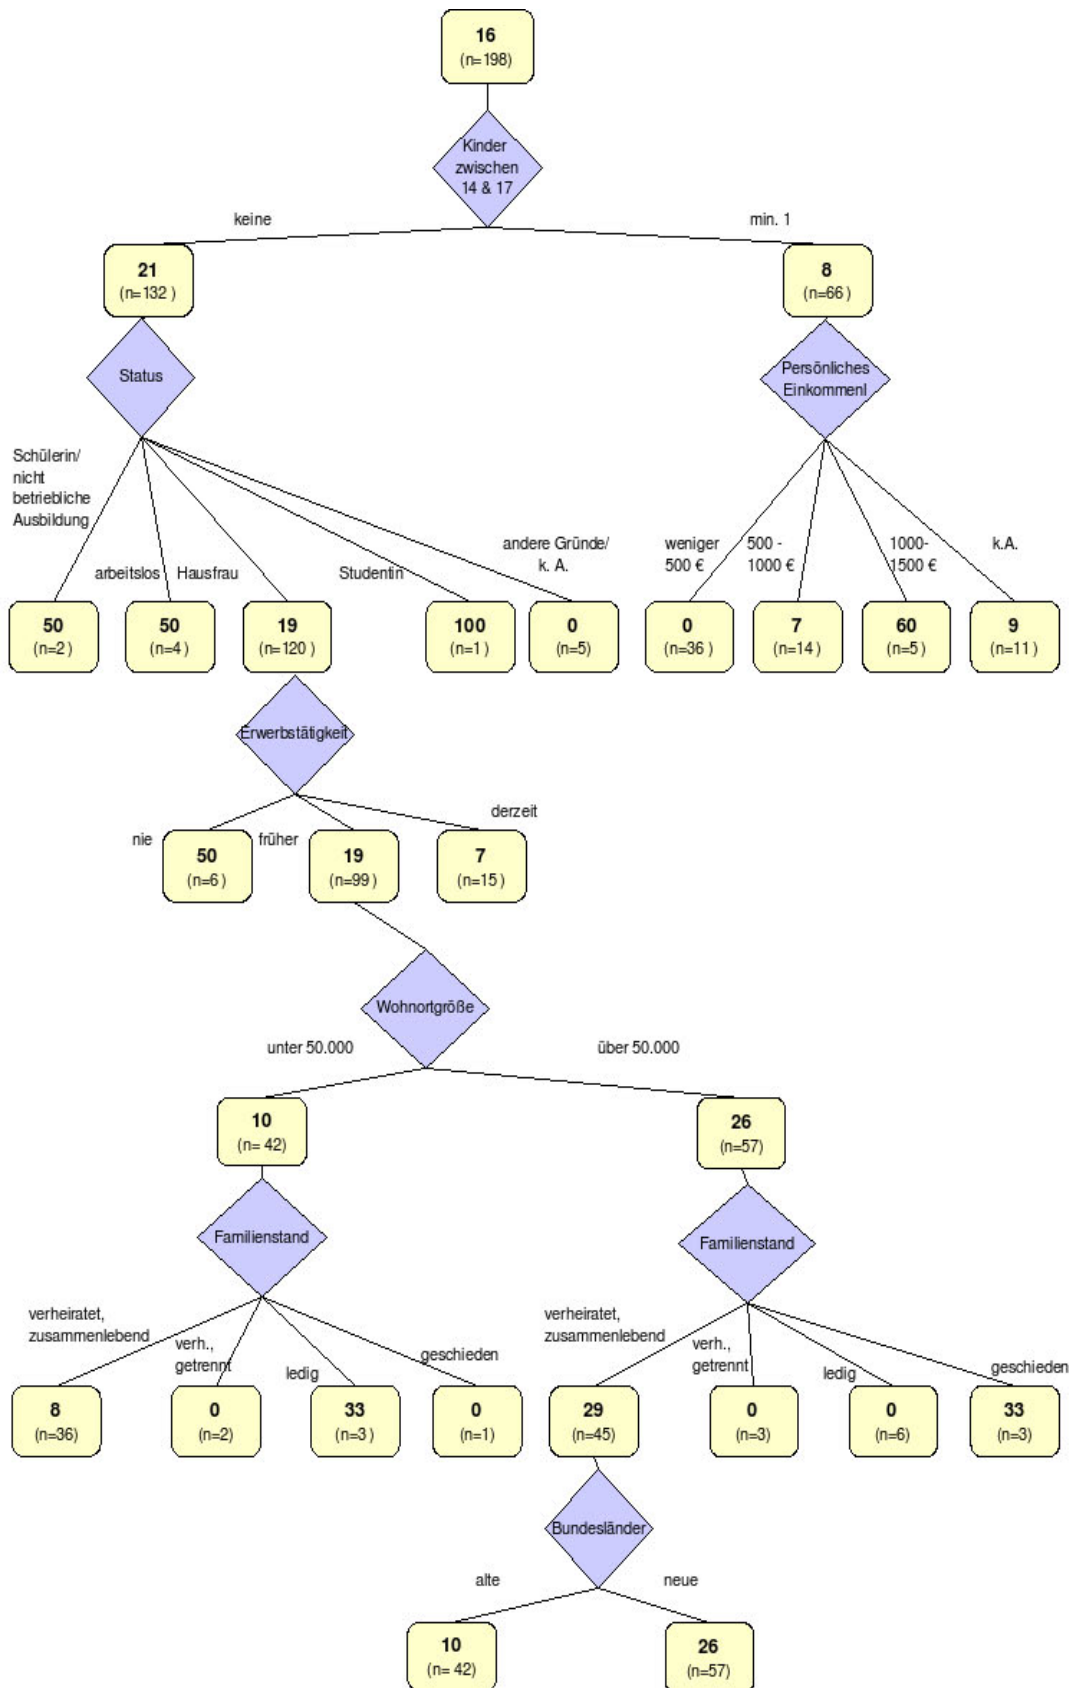 16
(n=198)
Kinder
zwischen
14 & 17
keine
min. 1
21
(n=132 )
8
(n=66 )
Status
Persönliches
Einkommenl
Schülerin/
nicht
betriebliche
Ausbildung
arbeitslos
Hausfrau
Studentin
andere Gründe/
k. A.
weniger
500 €
500 -
1000 €
1000-
1500 €
k.A.
50
(n=2 )
50
(n=4 )
19
(n=120 )
100
(n=1 )
0
(n=5)
0
(n=36 )
7
(n=14 )
60
(n=5 )
9
(n=11 )
Erwerbstätigkeit
nie
früher
derzeit
50
(n=6 )
19
(n=99 )
7
(n=15 )
Wohnortgröße
unter 50.000
über 50.000
10
(n= 42)
26
(n=57)
Familienstand
Familienstand
verheiratet,
zusammenlebend
verh.,
getrennt
ledig
geschieden
verheiratet,
zusammenlebend
verh.,
getrennt
ledig
geschieden
8
(n=36)
0
(n=2)
33
(n=3 )
0
(n=1)
29
(n=45)
0
(n=3)
0
(n=6)
33
(n=3)
Bundesländer
alte
neue
10
(n= 42)
26
(n=57)